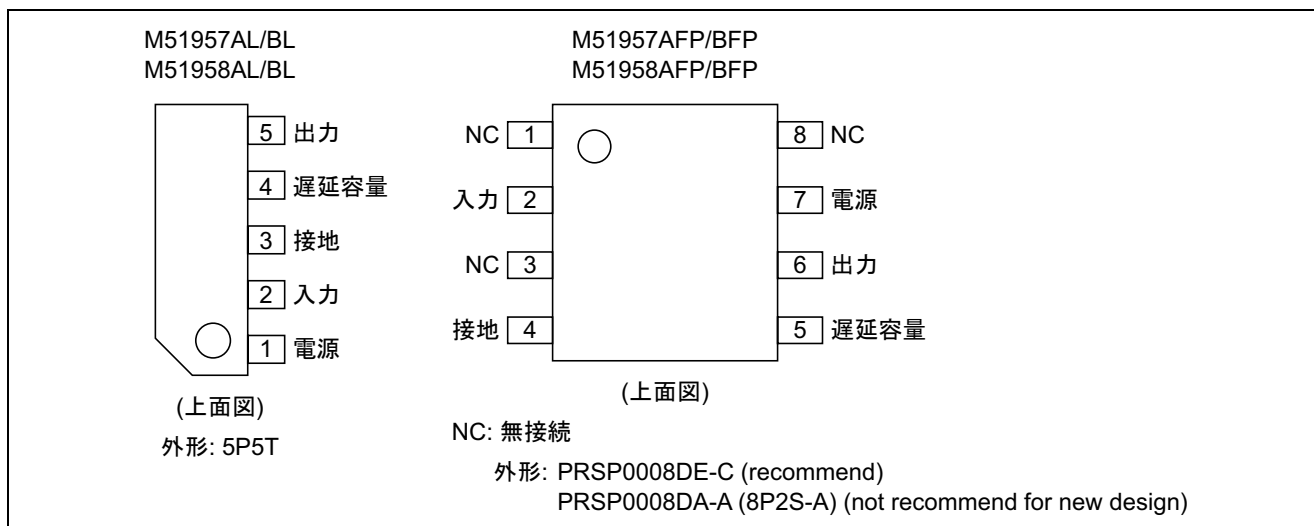 M51957AL/BL
M51958AL/BL
5 出力
4 遅延容量
3 接地
2 入力
1 電源
(上面図)
外形: 5P5T
M51957AFP/BFP
M51958AFP/BFP
NC 1
8 NC
入力 2
7 電源
NC 3
6 出力
接地 4
5 遅延容量
(上面図)
NC: 無接続
外形: PRSP0008DE-C (recommend)
PRSP0008DA-A (8P2S-A) (not recommend for new design)